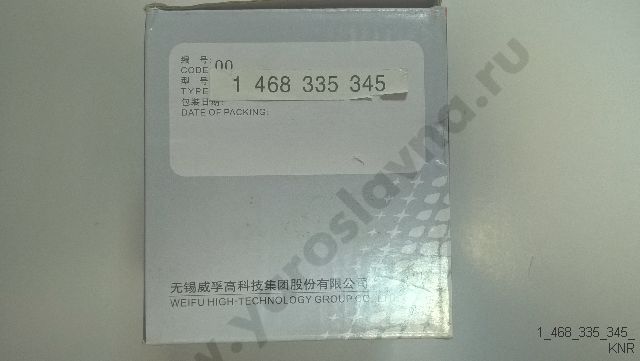 编 号:
CODE 00
型 号
TYPE 1 468 335 345
包装日期:
DATE OF PACKING:
无锡威孚高科技集团股份有限公司
WEIFU HIGH-TECHNOLOGY GROUP CO.,LTD.
www.yaroslavna.ru
1_468_335_345_
KNR